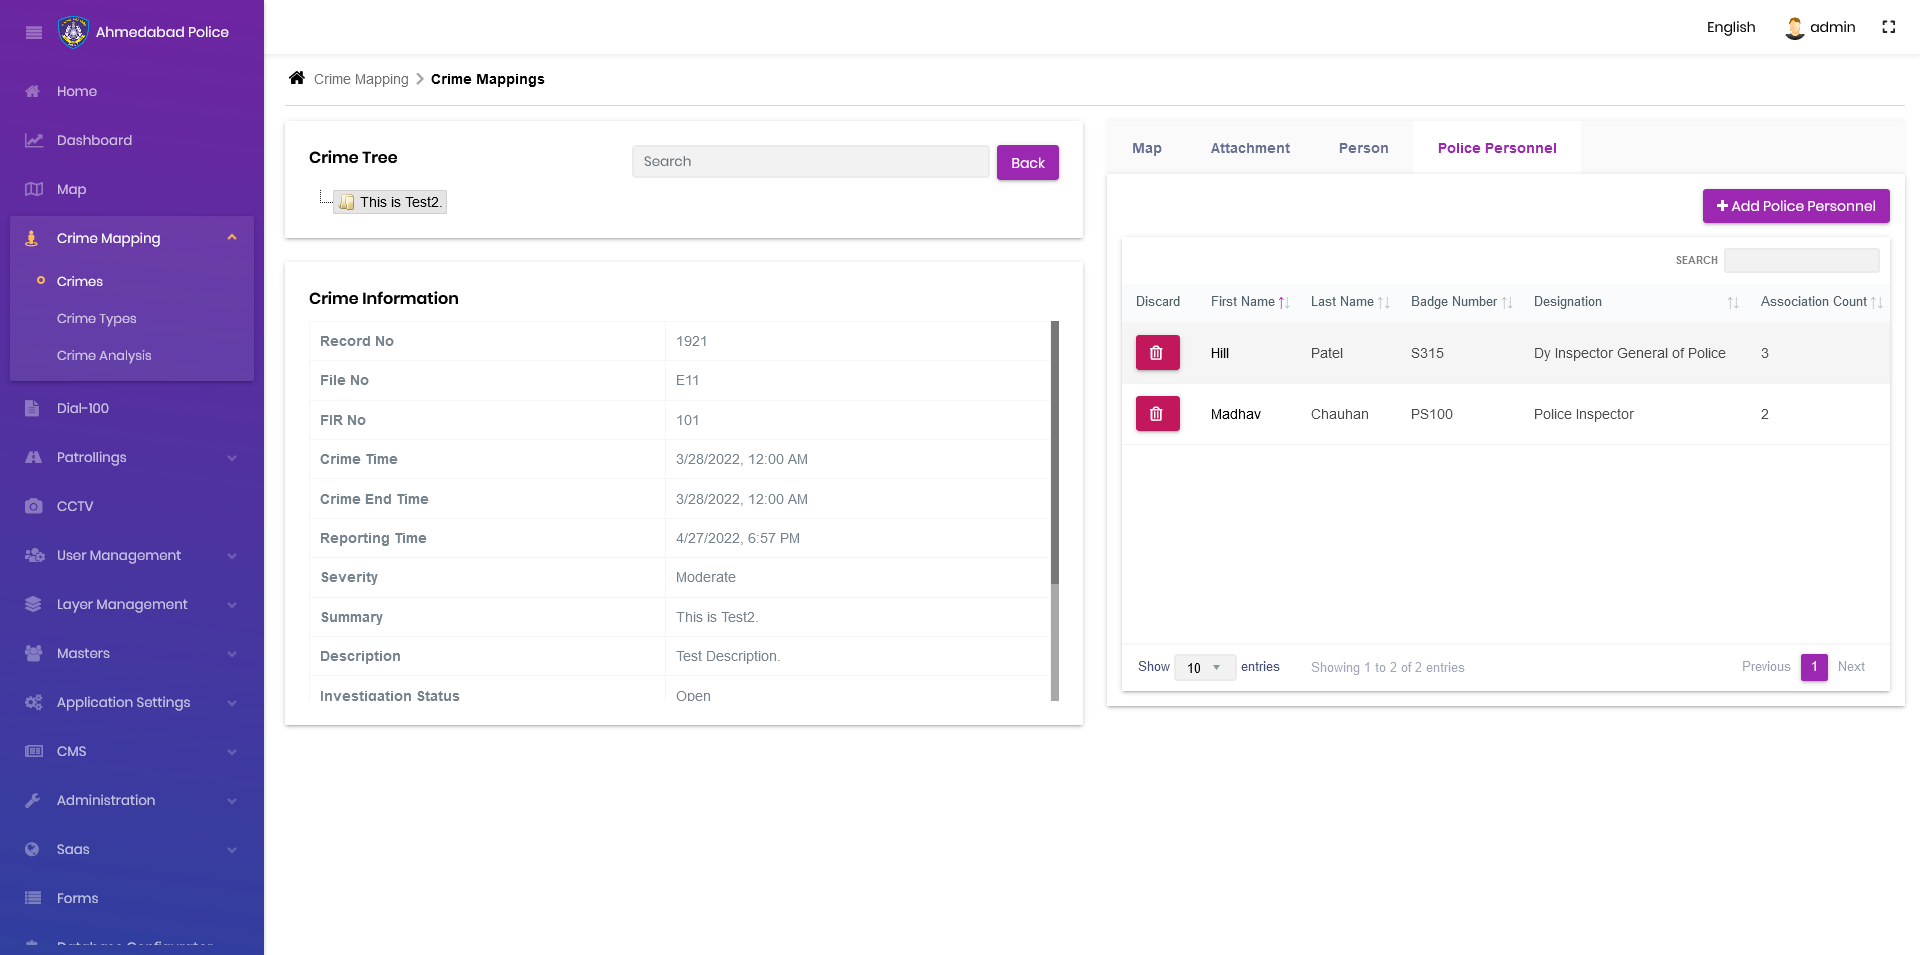 Ahmedabad Police
Home
Dashboard
Map
Crime Mapping
Crimes
Crime Types
Crime Analysis
Dial-100
Patrollings
CCTV
User Management
Layer Management
Masters
Application Settings
CMS
Administration
Saas
Forms
Database Configurator
English
admin
Crime Mapping
Crime Mappings
Crime Tree
Search
Back
This is Test2.
Crime Information
Record No 1921
File No E11
FIR No 101
Crime Time 3/28/2022, 12:00 AM
Crime End Time 3/28/2022, 12:00 AM
Reporting Time 4/27/2022, 6:57 PM
Severity Moderate
Summary This is Test2.
Description Test Description.
Investigation Status Open
Map Attachment Person Police Personnel
Add Police Personnel
SEARCH
Discard First Name Last Name Badge Number Designation Association Count
Hill Patel S315 Dy Inspector General of Police 3
Madhav Chauhan PS100 Police Inspector 2
Show 10 entries Showing 1 to 2 of 2 entries Previous 1 Next